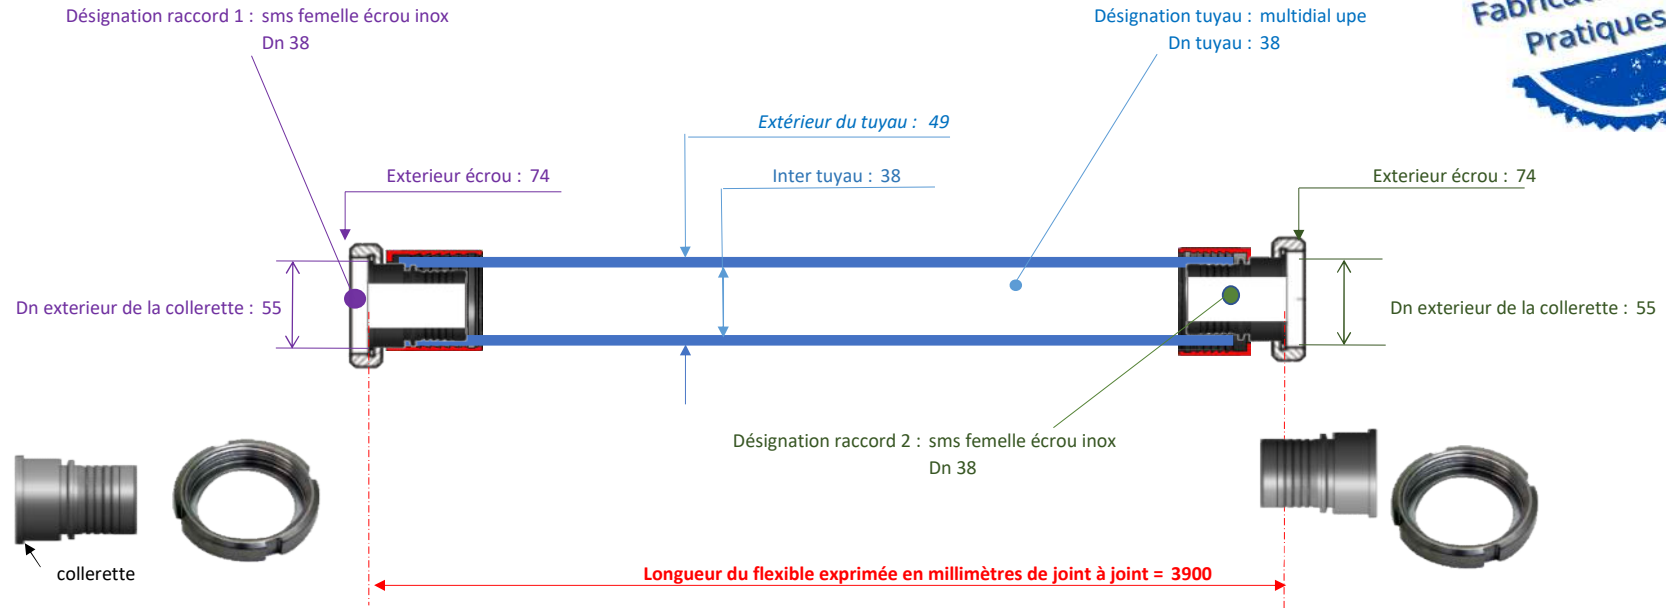 Désignation raccord 1 : sms femelle écrou inox
Dn 38
Désignation tuyau : multidial upe
Dn tuyau : 38
Pratiques
Extérieur du tuyau : 49
Exterieur écrou : 74
Inter tuyau : 38
Exterieur écrou : 74
Dn exterieur de la collerette : 55
Dn exterieur de la collerette : 55
Désignation raccord 2 : sms femelle écrou inox
Dn 38
collerette
Longueur du flexible exprimée en millimètres de joint à joint = 3900